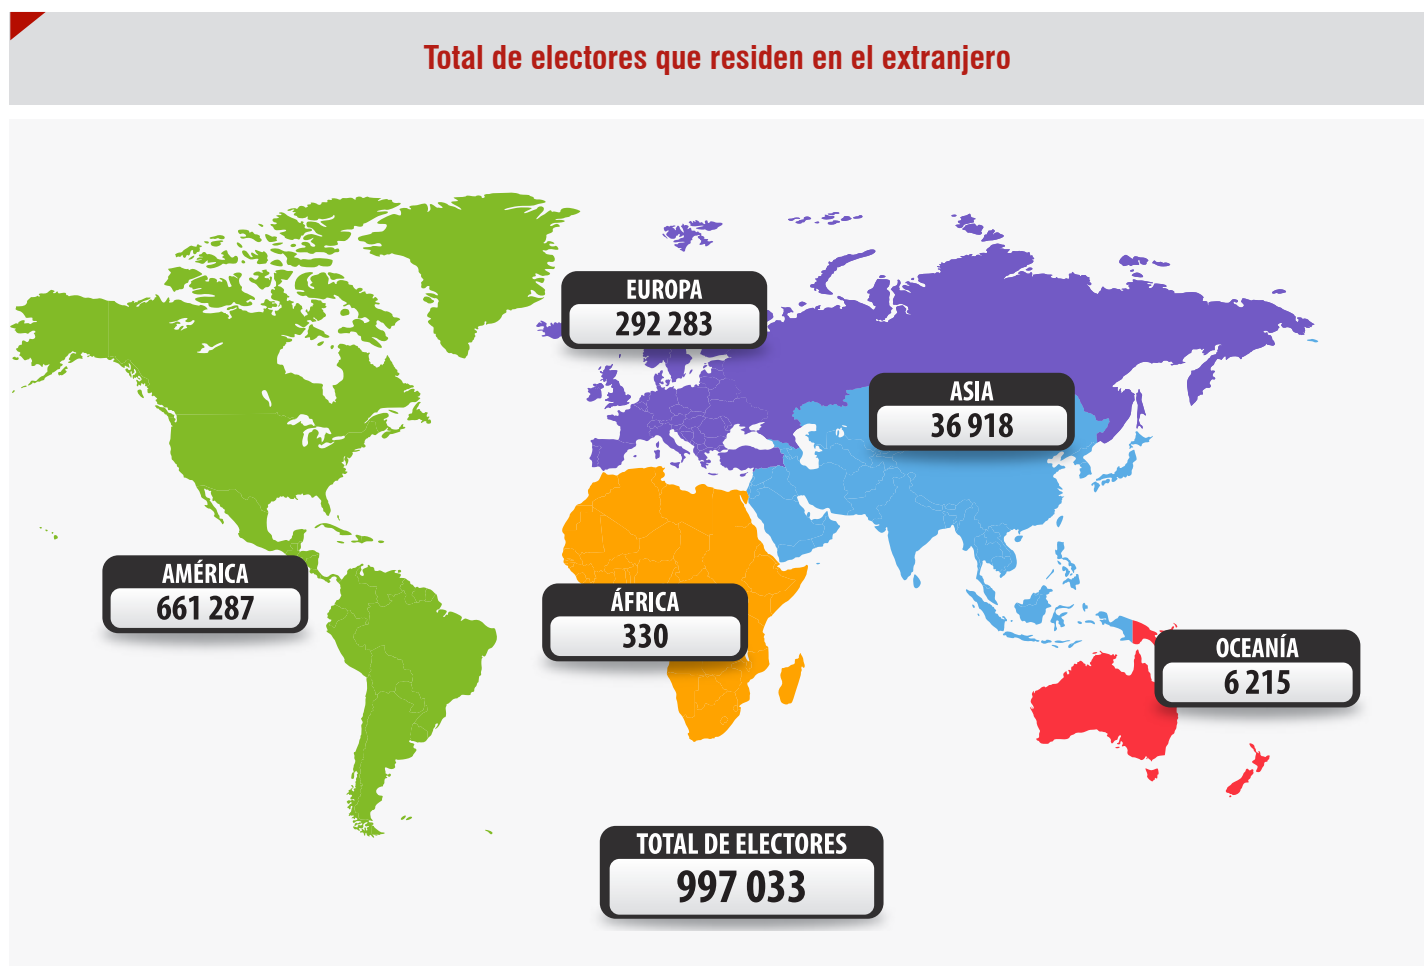 Total de electores que residen en el extranjero
EUROPA
292 283
ASIA
36 918
AMÉRICA
661 287
ÁFRICA
330
OCEANÍA
6 215
TOTAL DE ELECTORES
997 033